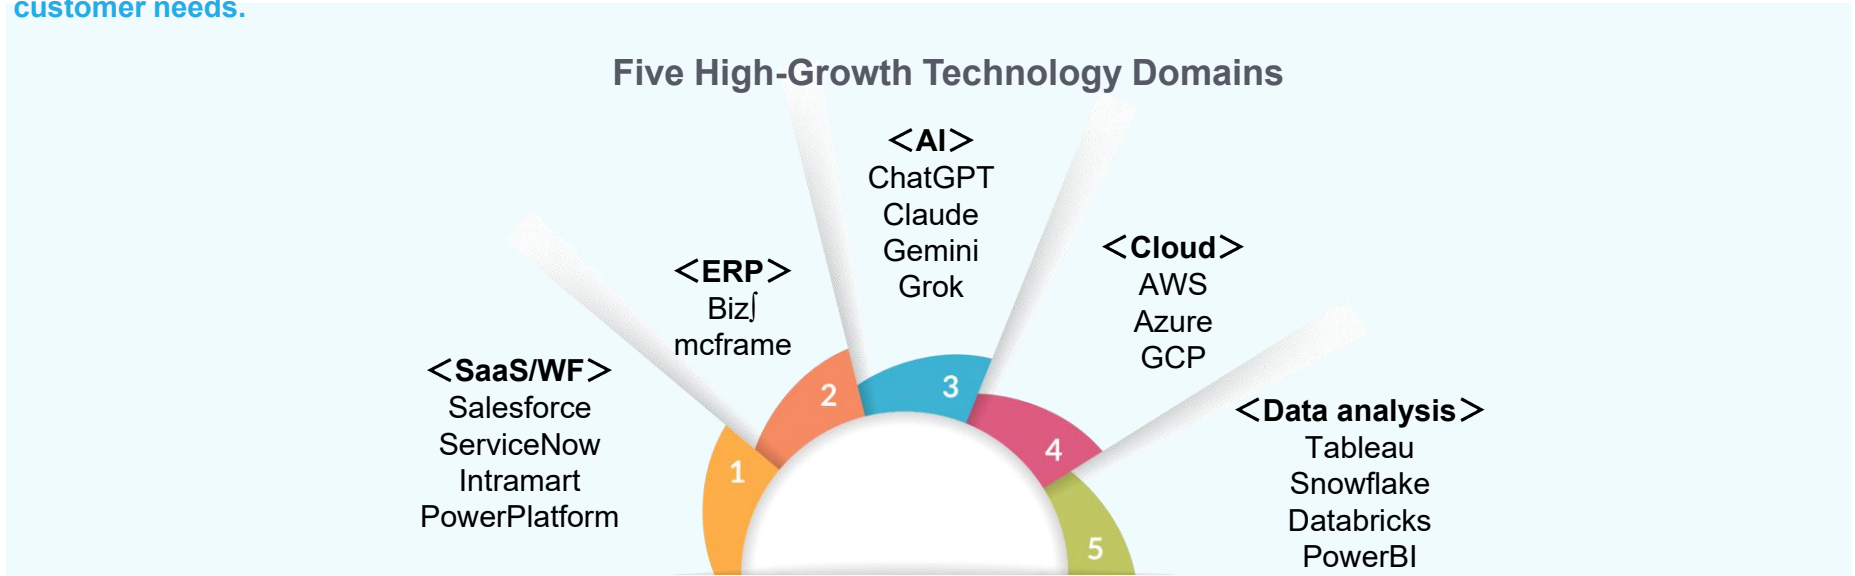 customer needs.
Five High-Growth Technology Domains
＜SaaS/WF＞
Salesforce
ServiceNow
Intramart
PowerPlatform
1
＜ERP＞
Biz∫
mcframe
2
＜AI＞
ChatGPT
Claude
Gemini
Grok
3
＜Cloud＞
AWS
Azure
GCP
4
＜Data analysis＞
Tableau
Snowflake
Databricks
PowerBI
5